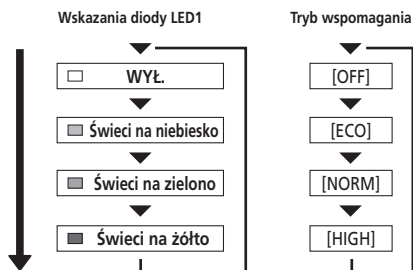 Wskazania diody LED1 Tryb wspomagania
WYŁ. [OFF]
Świeci na niebiesko [ECO]
Świeci na zielono [NORM]
Świeci na żółto [HIGH]